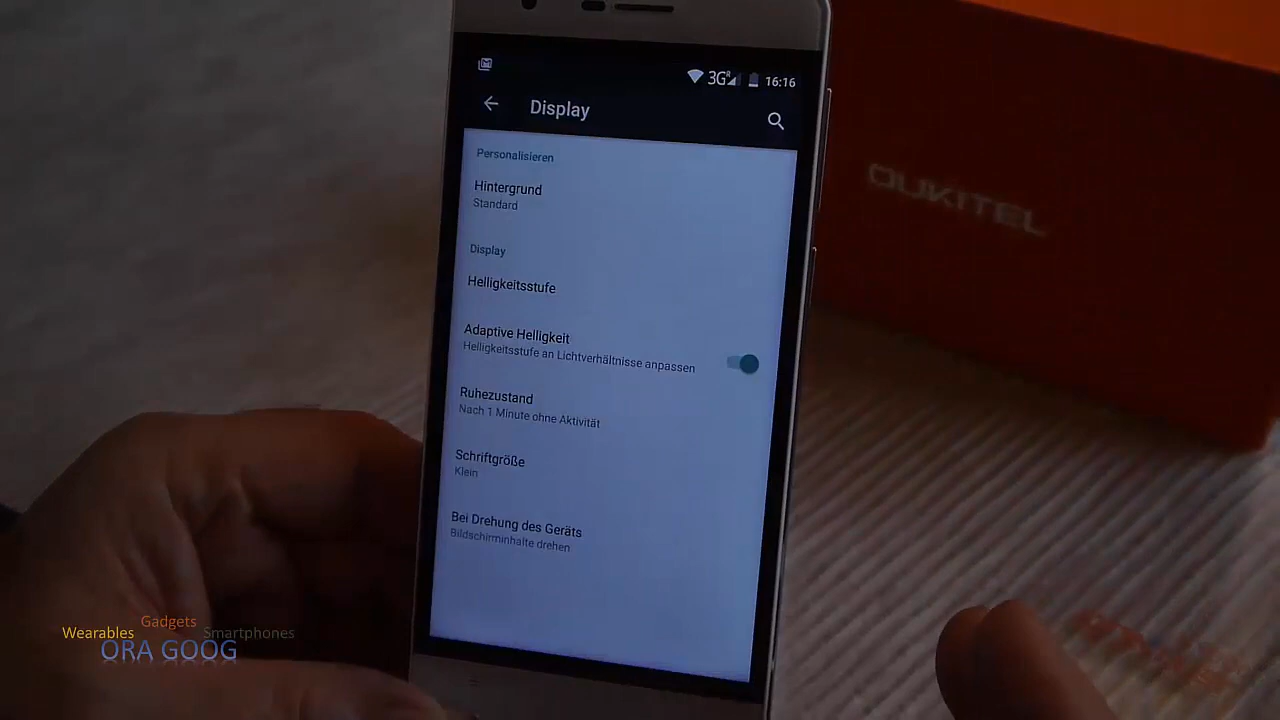 3G R 16:16
Display
Personalisieren
Hintergrund
Standard
Display
Helligkeitsstufe
Adaptive Helligkeit
Helligkeitsstufe an Lichtverhältnisse anpassen
Ruhezustand
Nach 1 Minute ohne Aktivität
Schriftgröße
Klein
Bei Drehung des Geräts
Bildschirminhalte drehen
OUKITEL
Gadgets
Wearables Smartphones
ORA GOOG